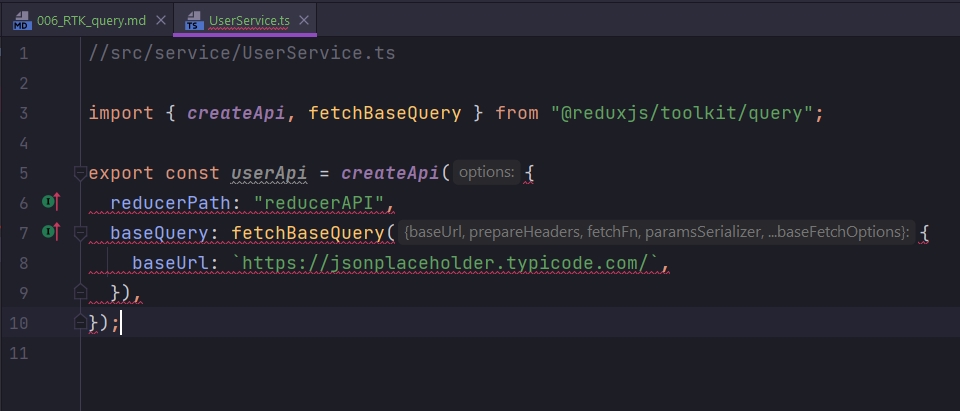 006_RTK_query.md UserService.ts
1 //src/service/UserService.ts
2
3 import { createApi, fetchBaseQuery } from "@reduxjs/toolkit/query";
4
5 export const userApi = createApi( options: {
6 reducerPath: "reducerAPI",
7 baseQuery: fetchBaseQuery( {baseUrl, prepareHeaders, fetchFn, paramsSerializer, ...baseFetchOptions}: {
8 baseUrl: `https://jsonplaceholder.typicode.com/`,
9 }),
10 });
11